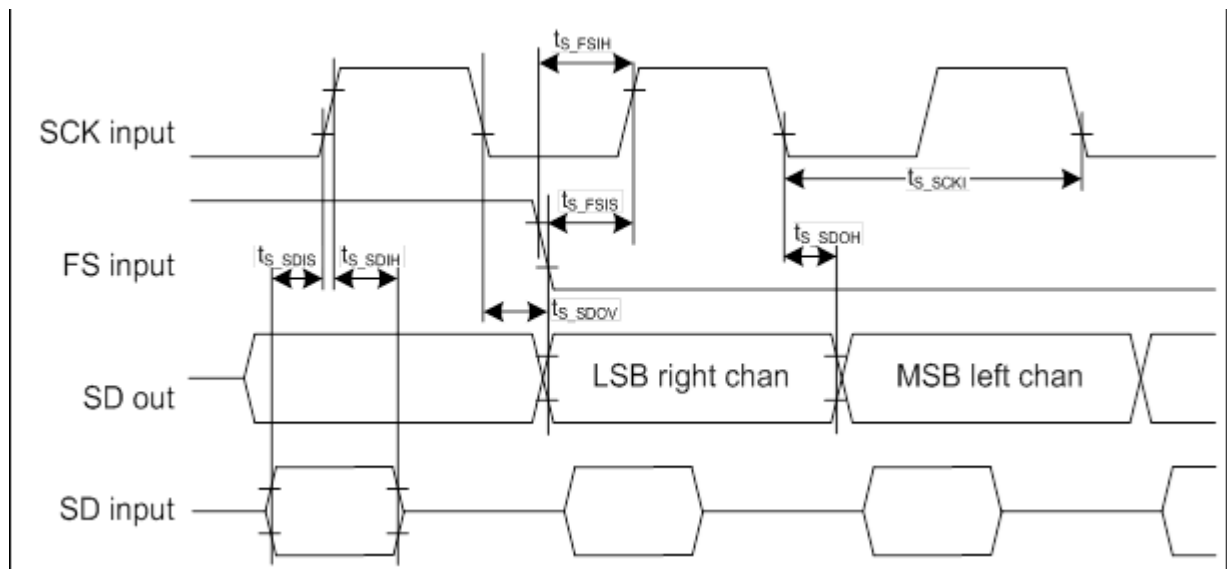 tS_FSIH
SCK input
tS_SCKI
tS_FSIS
tS_SDOH
tS_SDIS
tS_SDIH
FS input
tS_SDOV
SD out
LSB right chan
MSB left chan
SD input